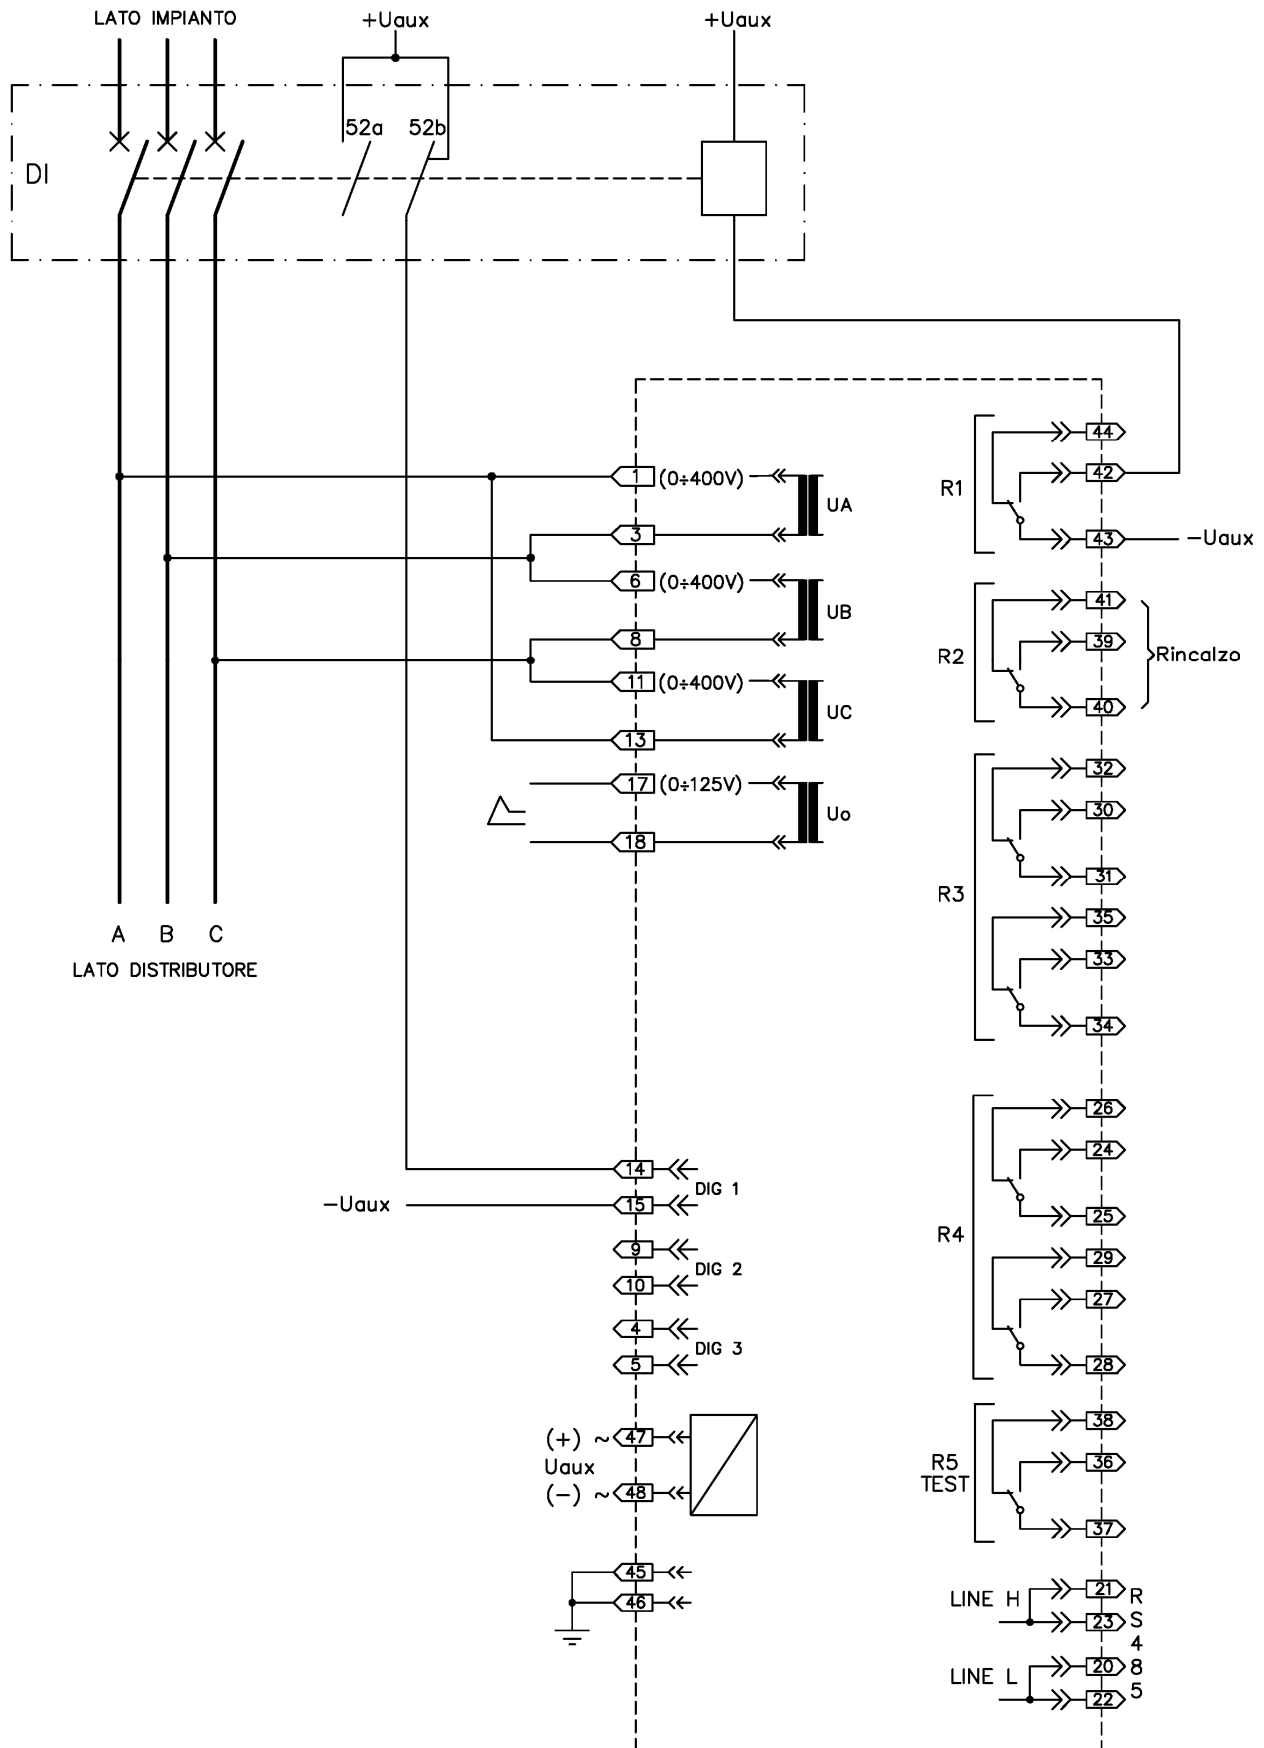 LATO IMPIANTO
+Uaux
+Uaux
52a
52b
DI
1 (0÷400V)
UA
3
6 (0÷400V)
UB
8
11 (0÷400V)
UC
13
17 (0÷125V)
Uo
18
A B C
LATO DISTRIBUTORE
14
DIG 1
-Uaux
15
9
DIG 2
10
4
DIG 3
5
(+) ~ 47
Uaux
(-) ~ 48
45
46
R1
44
42
43
-Uaux
R2
41
39
40
Rincalzo
R3
32
30
31
35
33
34
R4
26
24
25
29
27
28
R5
TEST
38
36
37
LINE H
21
23
LINE L
20
22
R
S
4
8
5